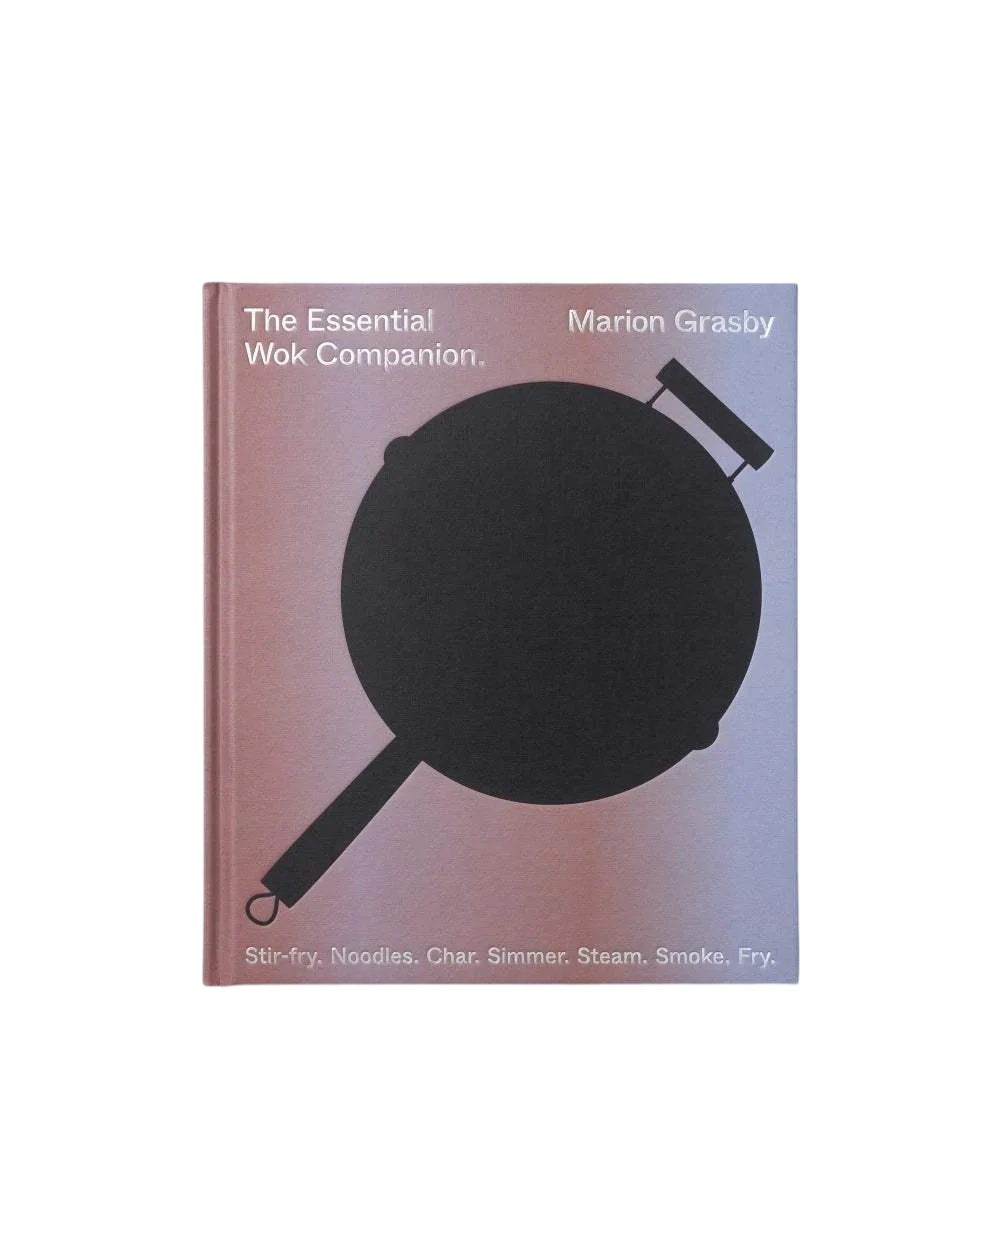 The Essential
Wok Companion.
Marion Grasby
Stir-fry. Noodles. Char. Simmer. Steam. Smoke. Fry.